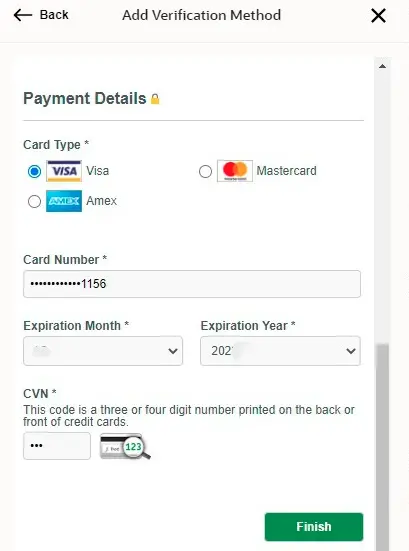 Back
Add Verification Method
Payment Details
Card Type *
VISA Visa
Mastercard
AMEX Amex
Card Number *
••••••••••••1156
Expiration Month *
Expiration Year *
202
CVN *
This code is a three or four digit number printed on the back or
front of credit cards.
•••
123
Finish